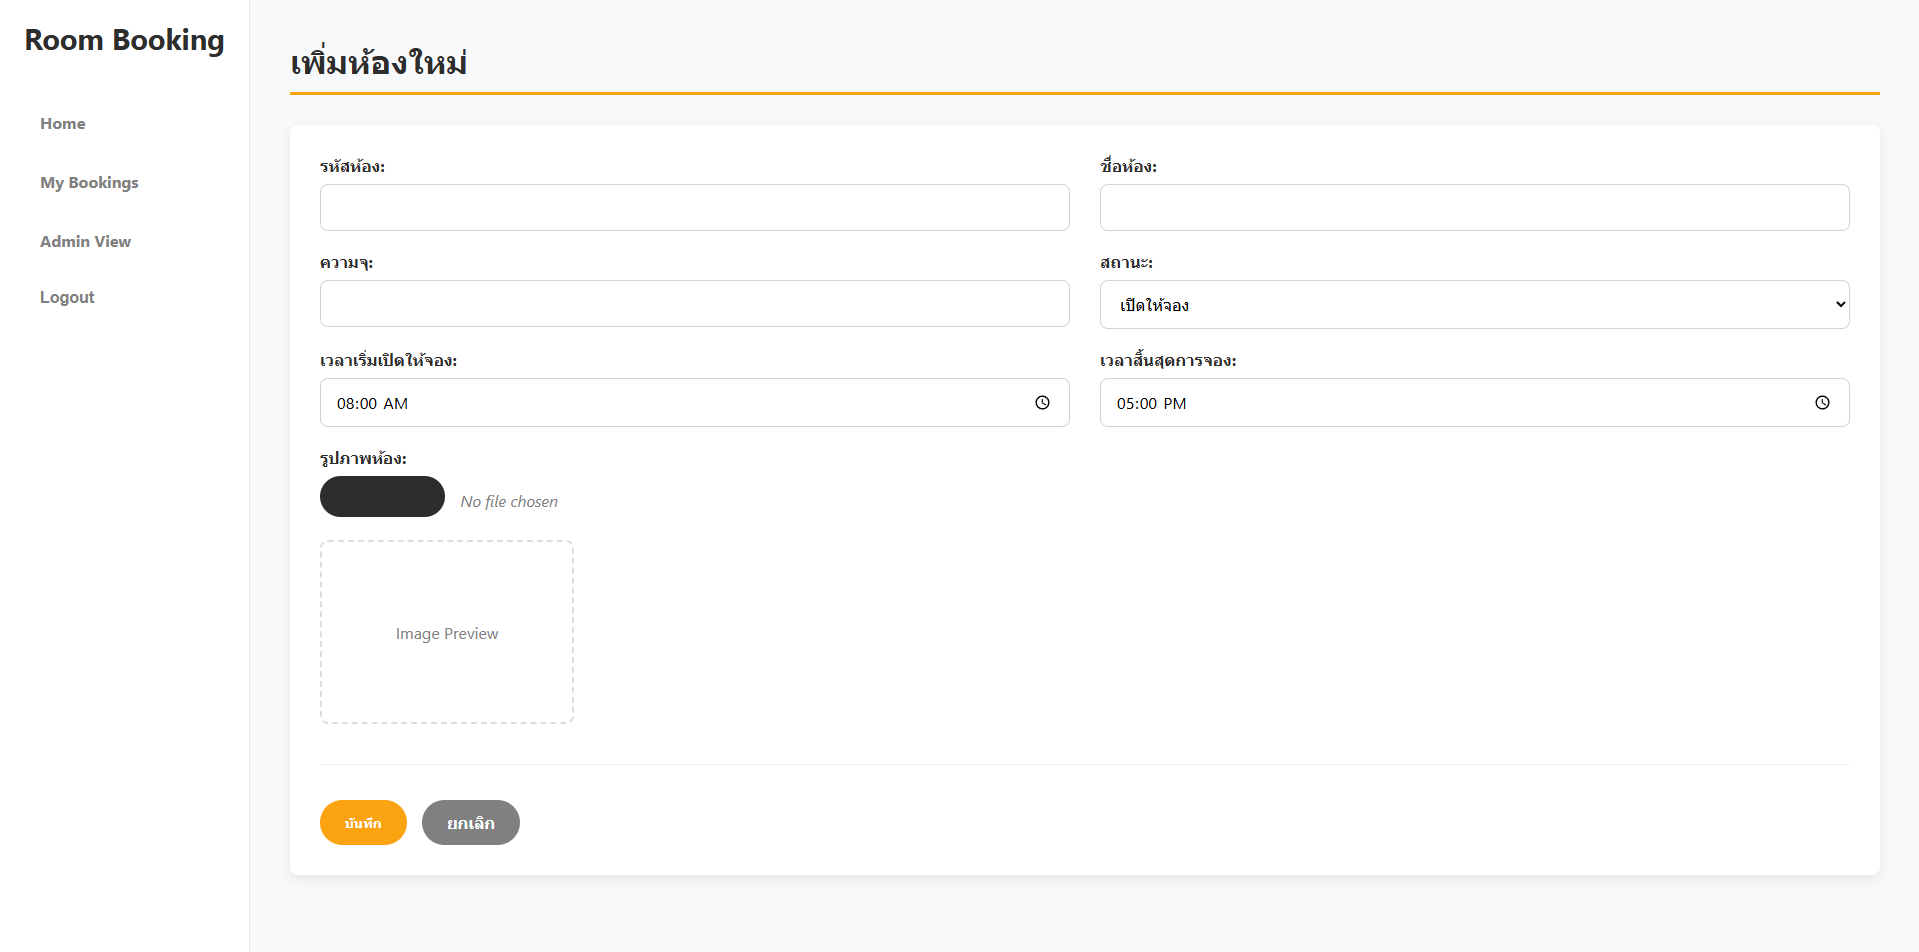 Room Booking
Home
My Bookings
Admin View
Logout
เพิ่มห้องใหม่
รหัสห้อง:
ชื่อห้อง:
ความจุ:
สถานะ:
เปิดให้จอง
เวลาเริ่มเปิดให้จอง:
เวลาสิ้นสุดการจอง:
08:00 AM
05:00 PM
รูปภาพห้อง:
No file chosen
Image Preview
บันทึก
ยกเลิก